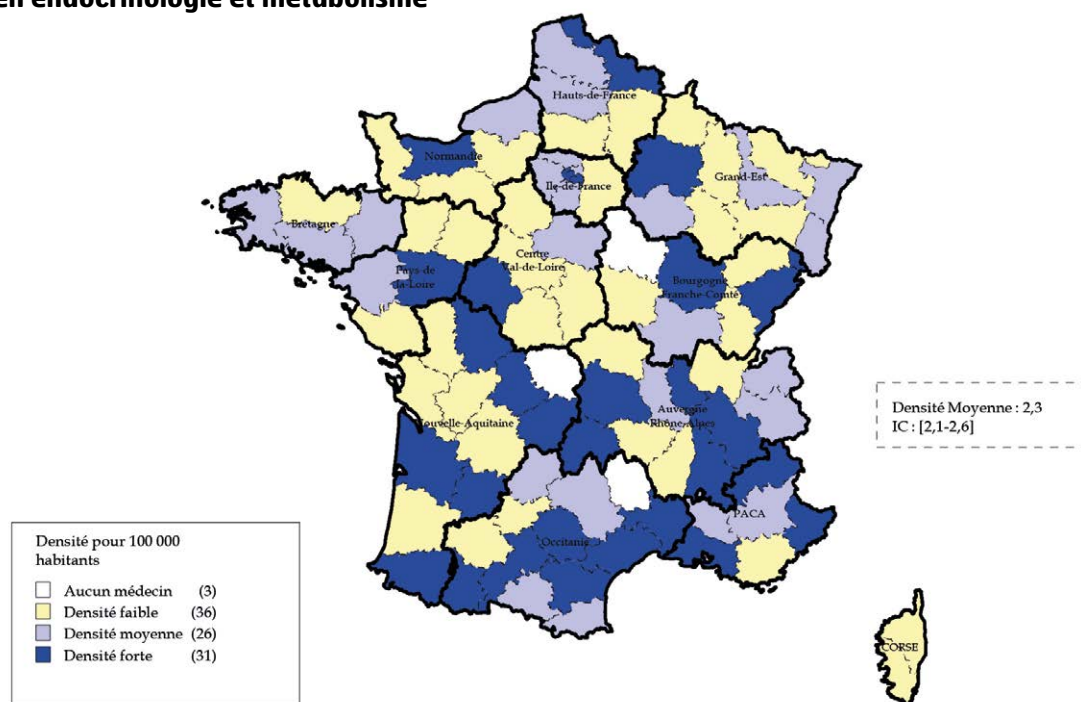 en endocrinologie et métabolisme
Hauts-de-France
Normandie
Grand-Est
Ile-de-France
Bretagne
Centre
Val-de-Loire
Pays de
la-Loire
Bourgogne
Franche-Comté
Nouvelle-Aquitaine
Auvergne
Rhône-Alpes
Densité Moyenne : 2,3
IC : [2,1-2,6]
PACA
Occitanie
CORSE
Densité pour 100 000
habitants
Aucun médecin (3)
Densité faible (36)
Densité moyenne (26)
Densité forte (31)